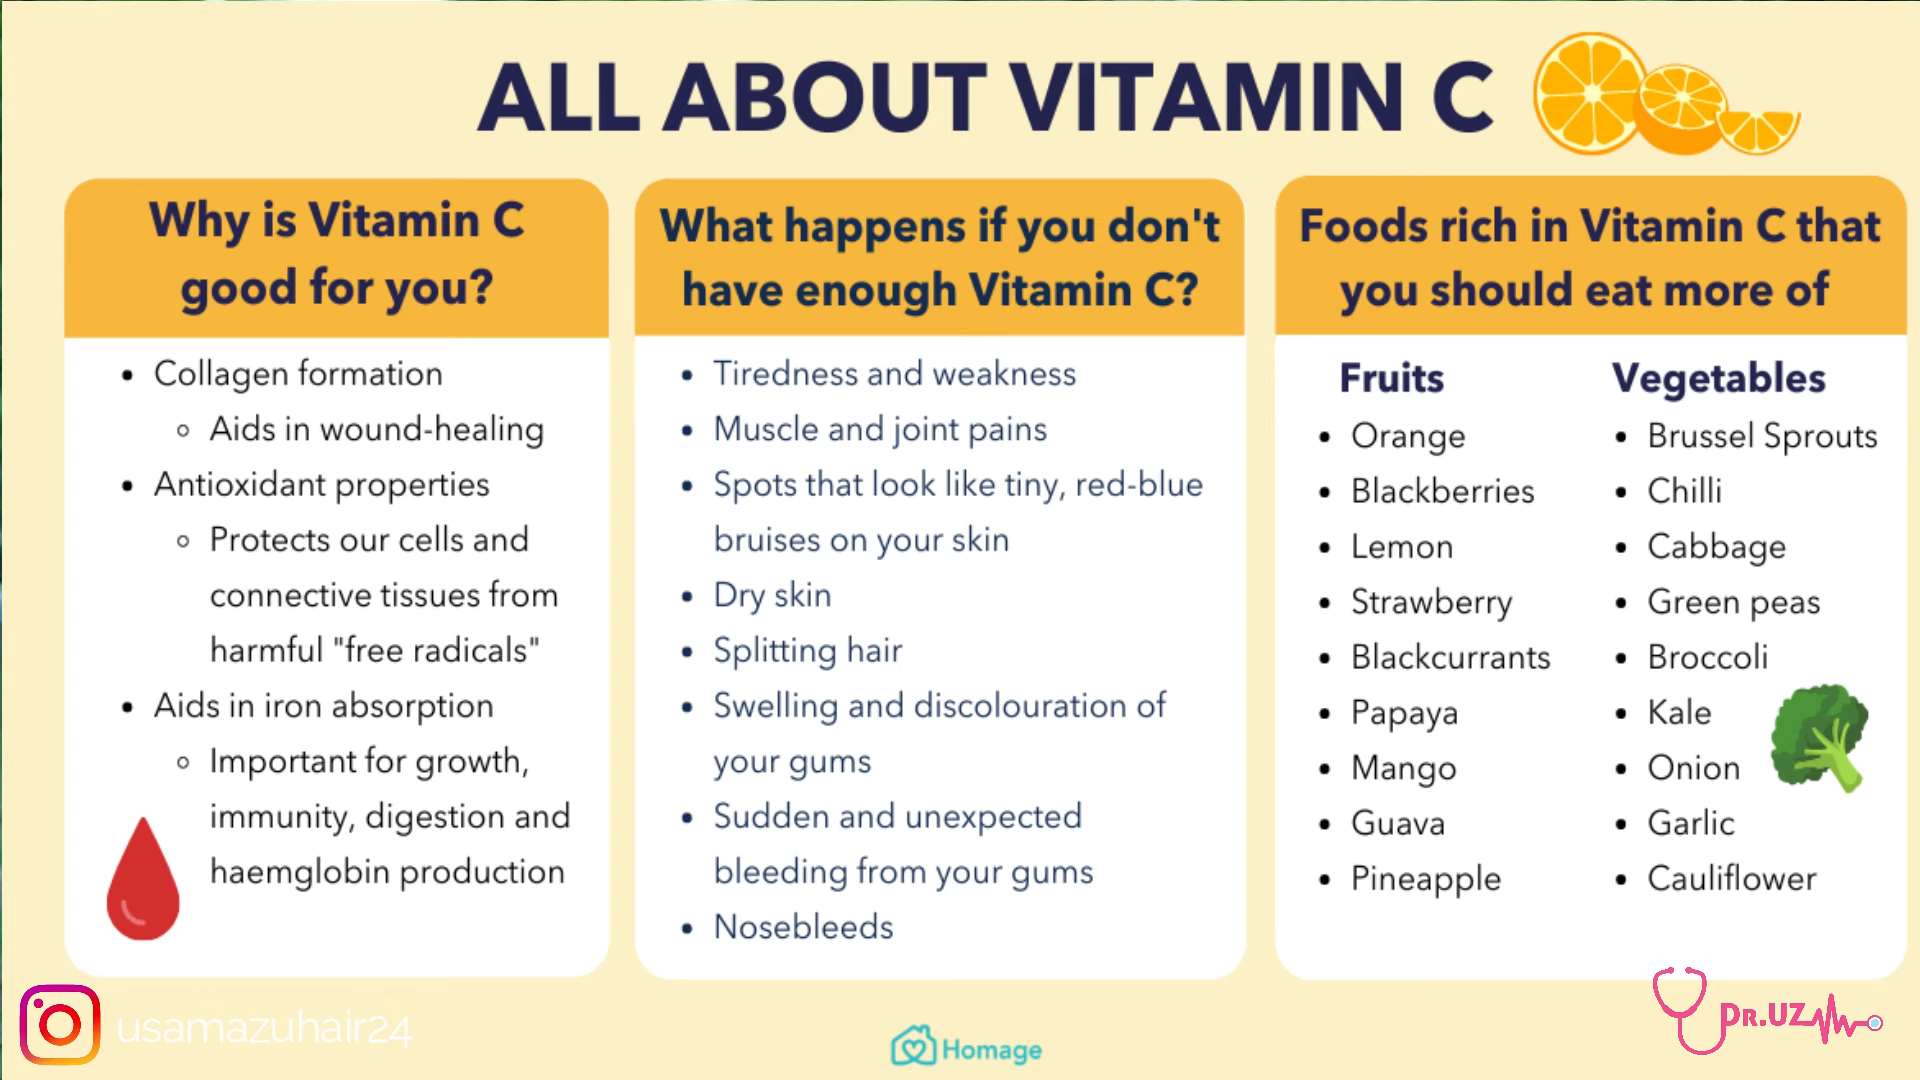 ALL ABOUT VITAMIN C
Why is Vitamin C
good for you?
• Collagen formation
◦ Aids in wound-healing
• Antioxidant properties
◦ Protects our cells and
connective tissues from
harmful "free radicals"
• Aids in iron absorption
◦ Important for growth,
immunity, digestion and
haemglobin production
What happens if you don't
have enough Vitamin C?
• Tiredness and weakness
• Muscle and joint pains
• Spots that look like tiny, red-blue
bruises on your skin
• Dry skin
• Splitting hair
• Swelling and discolouration of
your gums
• Sudden and unexpected
bleeding from your gums
• Nosebleeds
Foods rich in Vitamin C that
you should eat more of
Fruits
• Orange
• Blackberries
• Lemon
• Strawberry
• Blackcurrants
• Papaya
• Mango
• Guava
• Pineapple
Vegetables
• Brussel Sprouts
• Chilli
• Cabbage
• Green peas
• Broccoli
• Kale
• Onion
• Garlic
• Cauliflower
usamazuhair24
Homage
DR.UZ